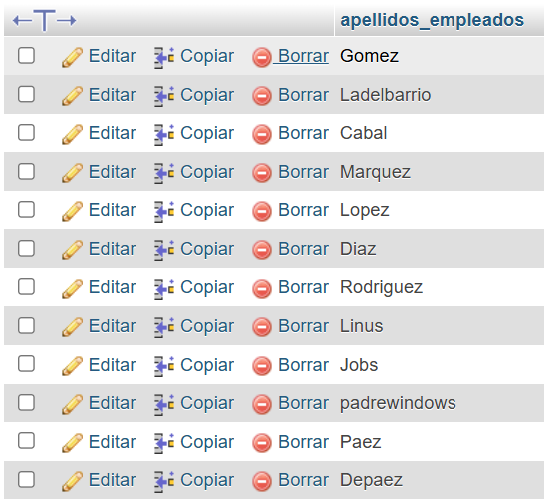 apellidos_empleados
Editar Copiar Borrar Gomez
Editar Copiar Borrar Ladelbarrio
Editar Copiar Borrar Cabal
Editar Copiar Borrar Marquez
Editar Copiar Borrar Lopez
Editar Copiar Borrar Diaz
Editar Copiar Borrar Rodriguez
Editar Copiar Borrar Linus
Editar Copiar Borrar Jobs
Editar Copiar Borrar padrewindows
Editar Copiar Borrar Paez
Editar Copiar Borrar Depaez